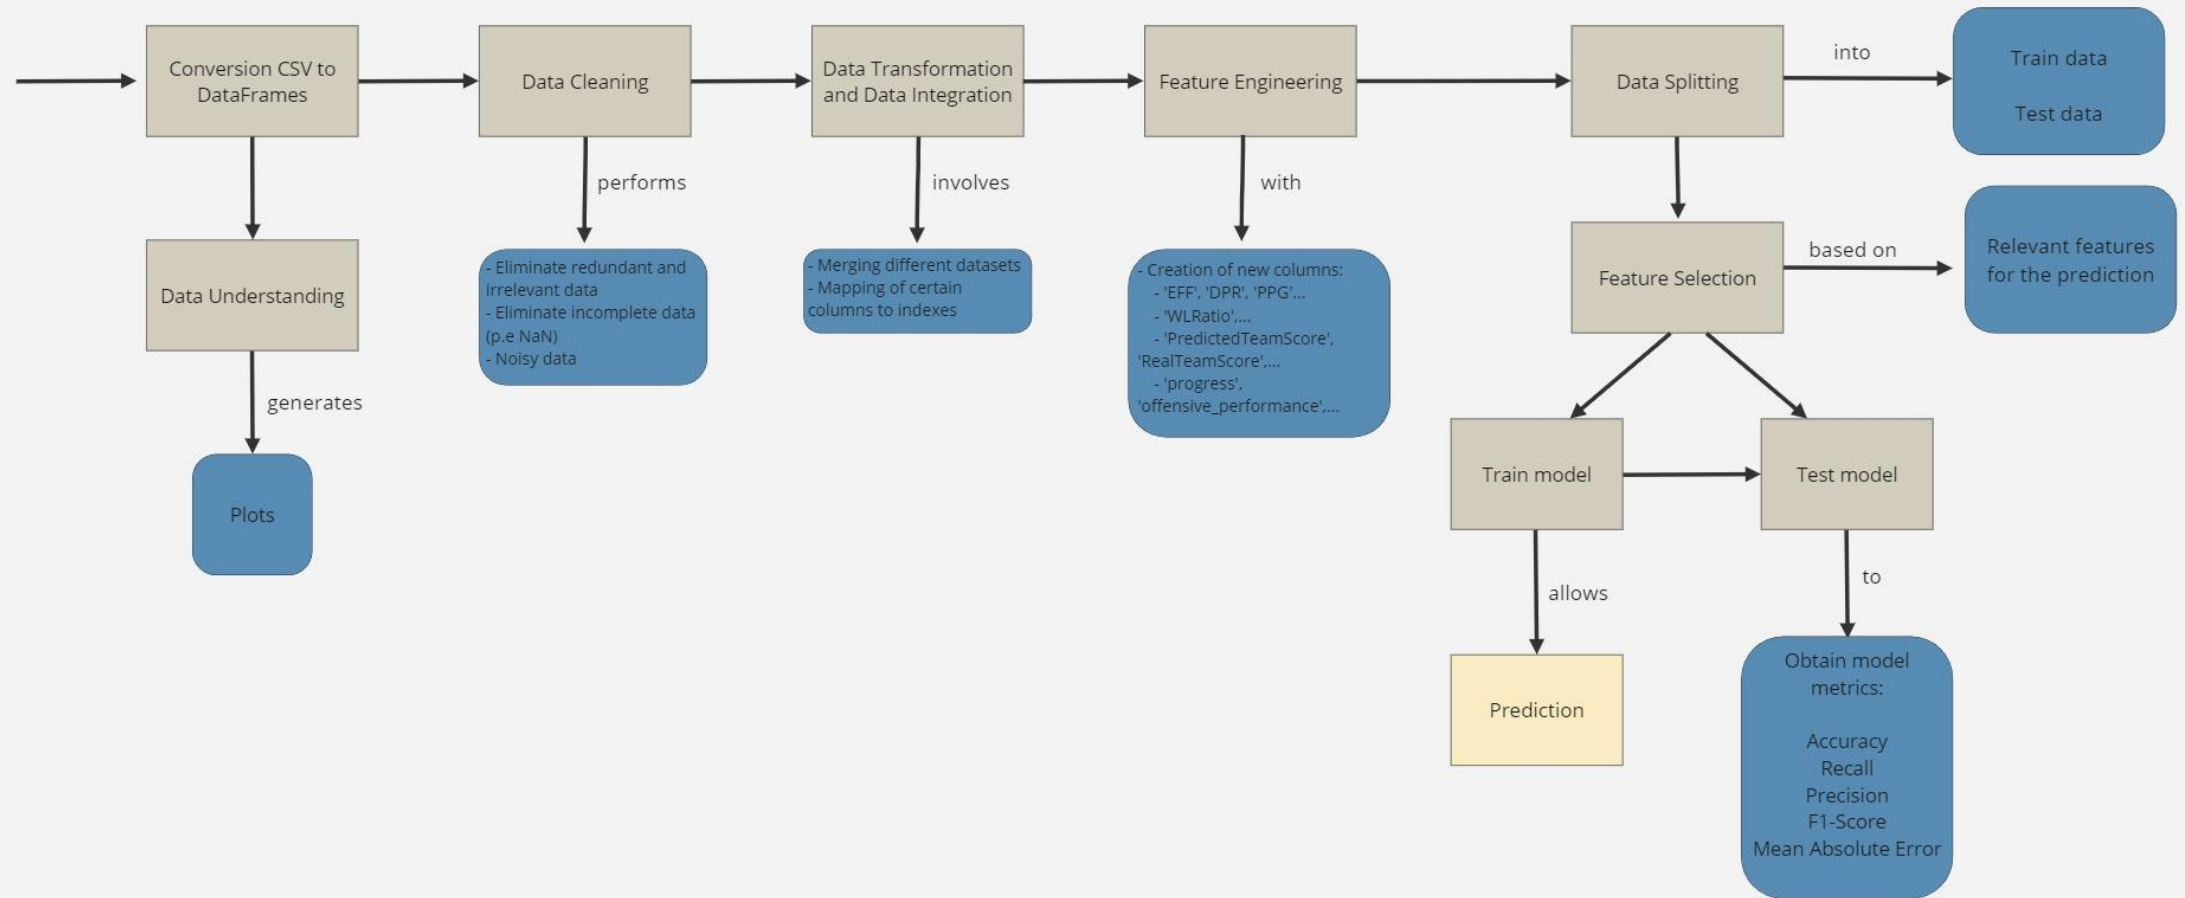 Conversion CSV to
DataFrames
Data Cleaning
Data Transformation
and Data Integration
Feature Engineering
Data Splitting
into
Train data
Test data
performs
involves
with
Data Understanding
- Eliminate redundant and
irrelevant data
- Eliminate incomplete data
(p.e NaN)
- Noisy data
- Merging different datasets
- Mapping of certain
columns to indexes
- Creation of new columns:
- 'EFF', 'DPR', 'PPG'...
- 'WLRatio',...
- 'PredictedTeamScore',
'RealTeamScore',...
- 'progress',
'offensive_performance',...
Feature Selection
based on
Relevant features
for the prediction
generates
Plots
Train model
Test model
allows
to
Prediction
Obtain model
metrics:
Accuracy
Recall
Precision
F1-Score
Mean Absolute Error